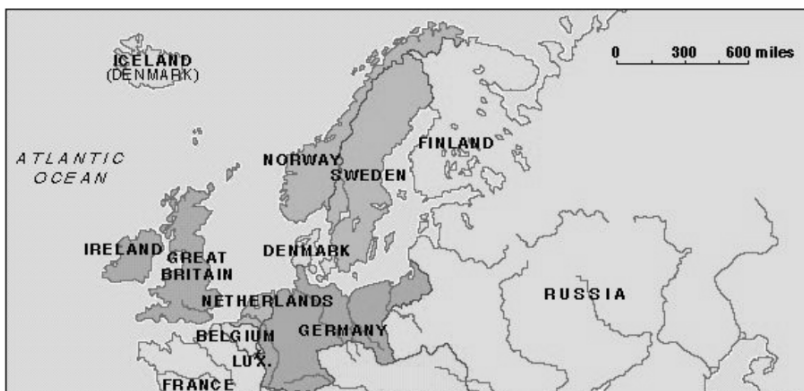 ICELAND
(DENMARK)
0 300 600 miles
ATLANTIC
OCEAN
NORWAY
SWEDEN
FINLAND
IRELAND
GREAT
BRITAIN
DENMARK
NETHERLANDS
GERMANY
RUSSIA
BELGIUM
LUX.
FRANCE